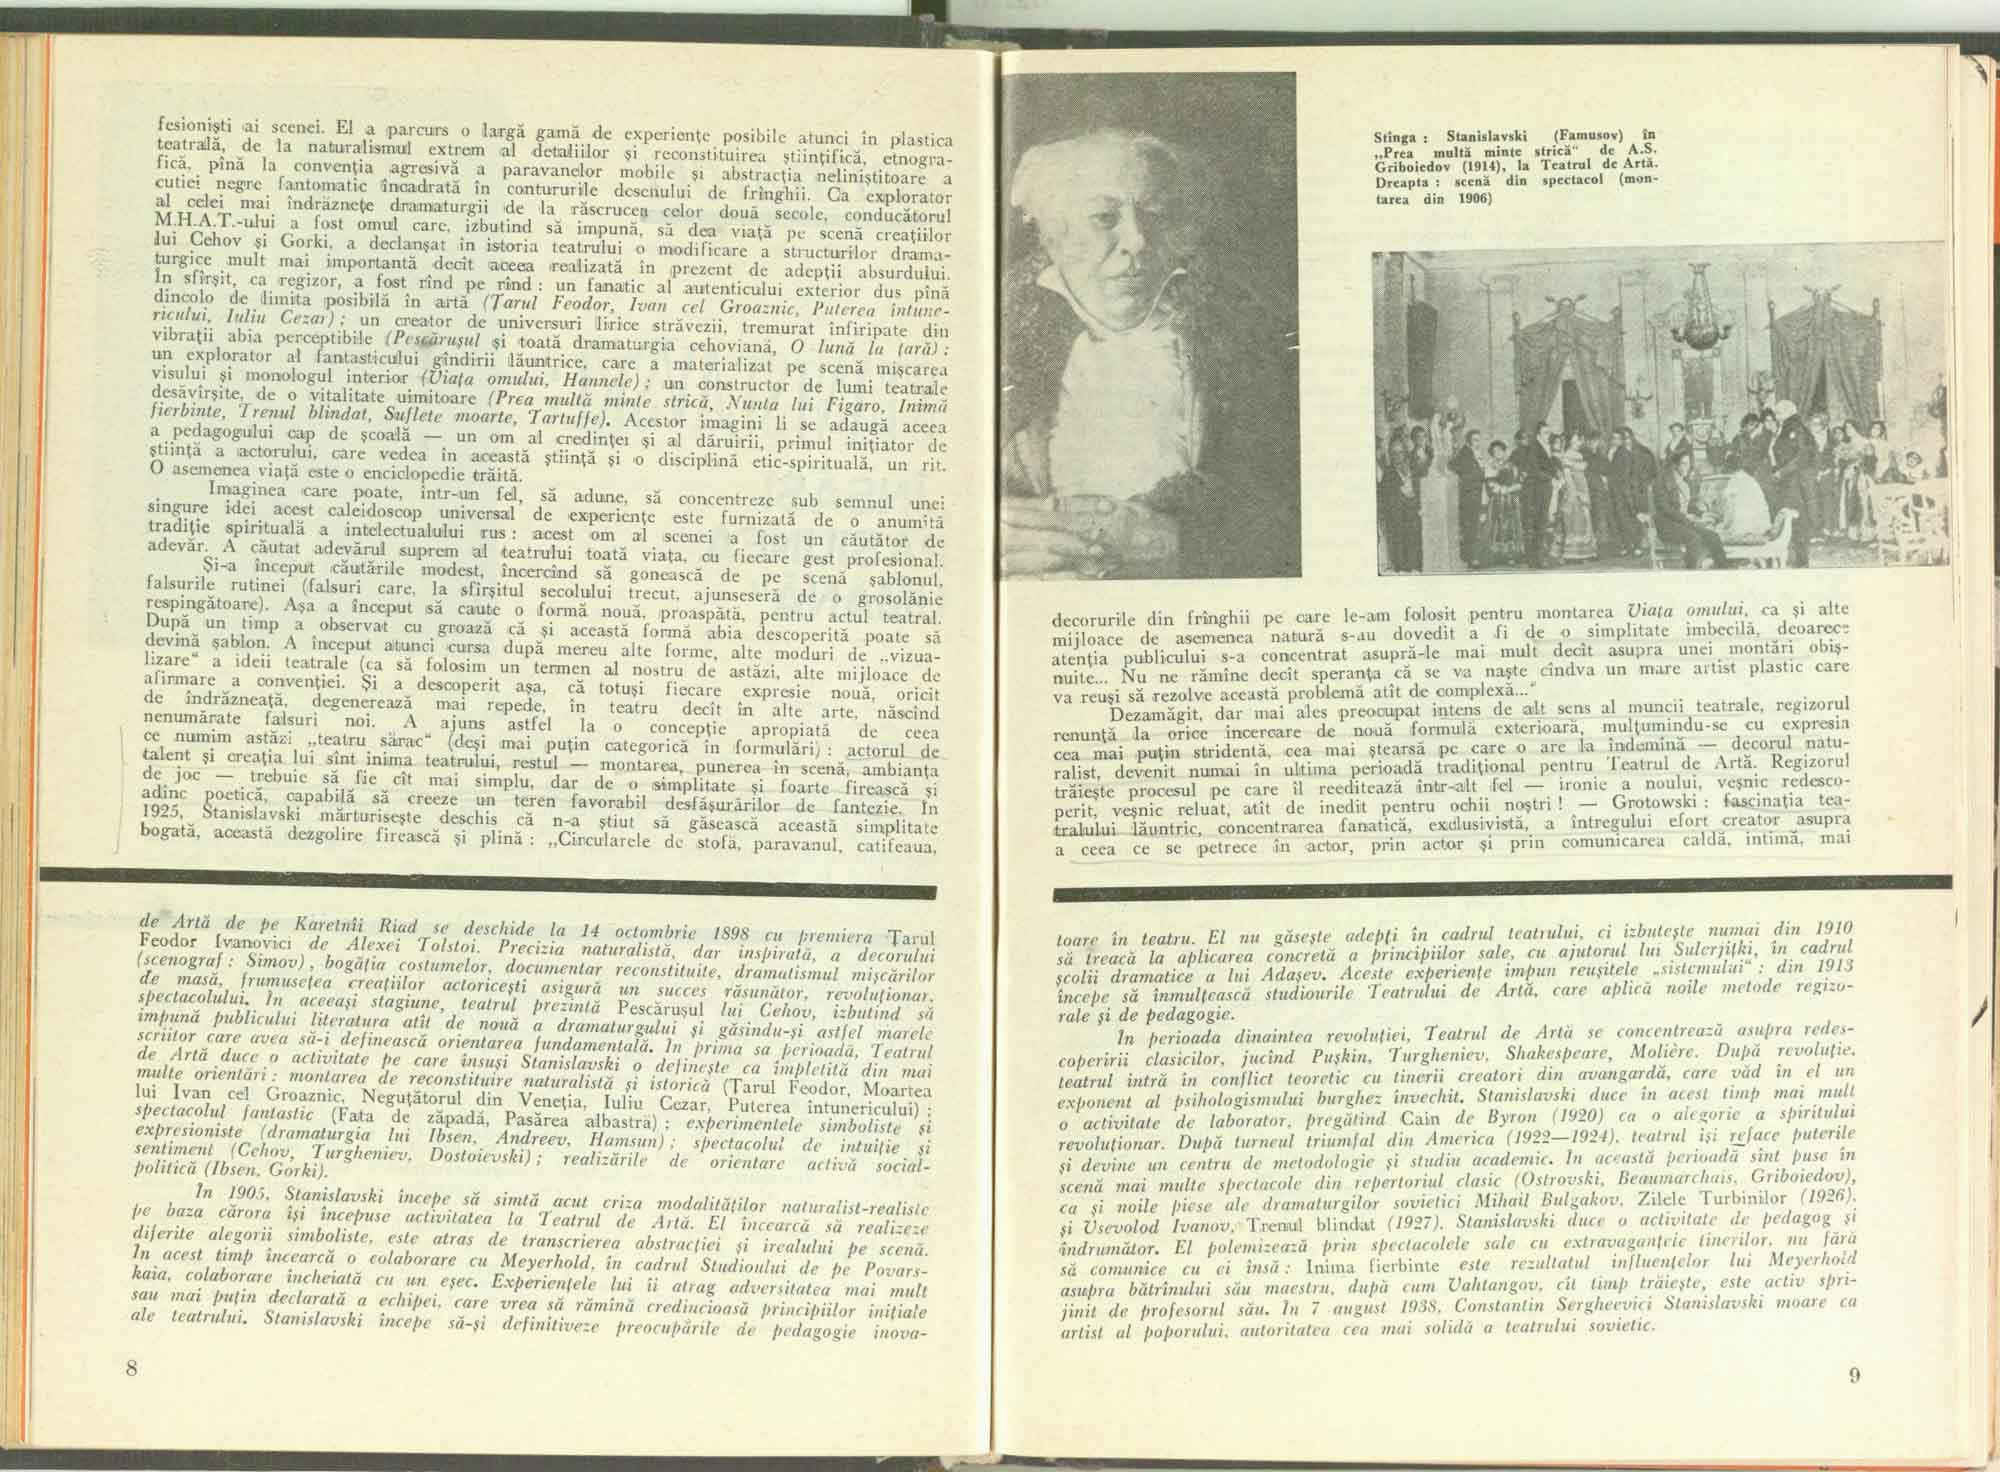 fesioniști ai scenei. El a parcurs o largă gamă de experiențe posibile atunci în plastica
teatrală, de la naturalismul extrem al detaliilor și reconstituirea științifică, etnogra-
fică, pînă la convenția agresivă a paravanelor mobile și abstracția neliniștitoare a
cutiei negre fantomatic încadrată în contururile desenului de frînghii. Ca explorator
al celei mai îndrăznețe dramaturgii de la răscrucea celor două secole, conducătorul
M.H.A.T.-ului a fost omul care, izbutind să impună, să dea viață pe scenă creațiilor
lui Cehov și Gorki, a declanșat în istoria teatrului o modificare a structurilor drama-
turgice mult mai importantă decît aceea realizată în prezent de adepții absurdului.
În sfîrșit, ca regizor, a fost rînd pe rînd : un fanatic al autenticului exterior dus pînă
dincolo de limita posibilă în artă (Țarul Feodor, Ivan cel Groaznic, Puterea întune-
ricului, Iuliu Cezar) ; un creator de universuri lirice străvezii, tremurat înfiripate din
vibrații abia perceptibile (Pescărușul și toată dramaturgia cehoviană, O lună la țară) :
un explorator al fantasticului gîndirii lăuntrice, care a materializat pe scenă mișcarea
visului și monologul interior (Viața omului, Hannele) ; un constructor de lumi teatrale
desăvîrșite, de o vitalitate uimitoare (Prea multă minte strică, Nunta lui Figaro, Inimă
fierbinte, Trenul blindat, Suflete moarte, Tartuffe). Acestor imagini li se adaugă aceea
a pedagogului cap de școală — un om al credinței și al dăruirii, primul inițiator de
știință a actorului, care vedea în această știință și o disciplină etic-spirituală, un rit.
O asemenea viață este o enciclopedie trăită.
Imaginea care poate, într-un fel, să adune, să concentreze sub semnul unei
singure idei acest caleidoscop universal de experiențe este furnizată de o anumită
tradiție spirituală a intelectualului rus : acest om al scenei a fost un căutător de
adevăr. A căutat adevărul suprem al teatrului toată viața, cu fiecare gest profesional.
Și-a început căutările modest, încercînd să gonească de pe scenă șablonul,
falsurile rutinei (falsuri care, la sfîrșitul secolului trecut, ajunseseră de o grosolănie
respingătoare). Așa a început să caute o formă nouă, proaspătă, pentru actul teatral.
După un timp a observat cu groază că și această formă abia descoperită poate să
devină șablon. A început atunci cursa după mereu alte forme, alte moduri de „vizua-
lizare" a ideii teatrale (ca să folosim un termen al nostru de astăzi, alte mijloace de
afirmare a convenției. Și a descoperit așa, că totuși fiecare expresie nouă, oricît
de îndrăzneață, degenerează mai repede, în teatru decît în alte arte, născînd
nenumărate falsuri noi. A ajuns astfel la o concepție apropiată de ceea
ce numim astăzi „teatru sărac" (deși mai puțin categorică în formulări) : actorul de
talent și creația lui sînt inima teatrului, restul — montarea, punerea în scenă, ambianța
de joc — trebuie să fie cît mai simplu, dar de o simplitate și foarte firească și
adînc poetică, capabilă să creeze un teren favorabil desfășurărilor de fantezie. În
1925, Stanislavski mărturisește deschis că n-a știut să găsească această simplitate
bogată, această dezgolire firească și plină : „Circularele de stofă, paravanul, catifeaua,
de Artă de pe Karetnîi Riad se deschide la 14 octombrie 1898 cu premiera Țarul
Feodor Ivanovici de Alexei Tolstoi. Precizia naturalistă, dar inspirată, a decorului
(scenograf : Simov), bogăția costumelor, documentar reconstituite, dramatismul mișcărilor
de masă, frumusețea creațiilor actoricești asigură un succes răsunător, revoluționar,
spectacolului. În aceeași stagiune, teatrul prezintă Pescărușul lui Cehov, izbutind să
impună publicului literatura atît de nouă a dramaturgului și găsindu-și astfel marele
scriitor care avea să-i definească orientarea fundamentală. În prima sa perioadă, Teatrul
de Artă duce o activitate pe care însuși Stanislavski o definește ca împletită din mai
multe orientări : montarea de reconstituire naturalistă și istorică (Țarul Feodor, Moartea
lui Ivan cel Groaznic, Neguțătorul din Veneția, Iuliu Cezar, Puterea întunericului) ;
spectacolul fantastic (Fata de zăpadă, Pasărea albastră) ; experimentele simboliste și
expresioniste (dramaturgia lui Ibsen, Andreev, Hamsun) ; spectacolul de intuiție și
sentiment (Cehov, Turgheniev, Dostoievski) ; realizările de orientare activă social-
politică (Ibsen, Gorki).
În 1905, Stanislavski începe să simtă acut criza modalităților naturalist-realiste
pe baza cărora își începuse activitatea la Teatrul de Artă. El încearcă să realizeze
diferite alegorii simboliste, este atras de transcrierea abstracției și irealului pe scenă.
În acest timp încearcă o colaborare cu Meyerhold, în cadrul Studioului de pe Povars-
kaia, colaborare încheiată cu un eșec. Experiențele lui îi atrag adversitatea mai mult
sau mai puțin declarată a echipei, care vrea să rămînă credincioasă principiilor inițiale
ale teatrului. Stanislavski începe să-și definitiveze preocupările de pedagogie inova-
8
Stînga : Stanislavski (Famusov) în
„Prea multă minte strică" de A.S.
Griboiedov (1914), la Teatrul de Artă.
Dreapta : scenă din spectacol (mon-
tarea din 1906)
decorurile din frînghii pe care le-am folosit pentru montarea Viața omului, ca și alte
mijloace de asemenea natură s-au dovedit a fi de o simplitate imbecilă, deoarece
atenția publicului s-a concentrat asupră-le mai mult decît asupra unei montări obiș-
nuite... Nu ne rămîne decît speranța că se va naște cîndva un mare artist plastic care
va reuși să rezolve această problemă atît de complexă..."
Dezamăgit, dar mai ales preocupat intens de alt sens al muncii teatrale, regizorul
renunță la orice încercare de nouă formulă exterioară, mulțumindu-se cu expresia
cea mai puțin stridentă, cea mai ștearsă pe care o are la îndemînă — decorul natu-
ralist, devenit numai în ultima perioadă tradițional pentru Teatrul de Artă. Regizorul
trăiește procesul pe care îl reeditează într-alt fel — ironie a noului, veșnic redesco-
perit, veșnic reluat, atît de inedit pentru ochii noștri ! — Grotowski : fascinația tea-
tralului lăuntric, concentrarea fanatică, exclusivistă, a întregului efort creator asupra
a ceea ce se petrece în actor, prin actor și prin comunicarea caldă, intimă, mai
toare în teatru. El nu găsește adepți în cadrul teatrului, ci izbutește numai din 1910
să treacă la aplicarea concretă a principiilor sale, cu ajutorul lui Sulerjițki, în cadrul
școlii dramatice a lui Adașev. Aceste experiențe impun reușitele „sistemului" ; din 1913
începe să înmulțească studiourile Teatrului de Artă, care aplică noile metode regizo-
rale și de pedagogie.
În perioada dinaintea revoluției, Teatrul de Artă se concentrează asupra redes-
coperirii clasicilor, jucînd Pușkin, Turgheniev, Shakespeare, Molière. După revoluție,
teatrul intră în conflict teoretic cu tinerii creatori din avangardă, care văd în el un
exponent al psihologismului burghez învechit. Stanislavski duce în acest timp mai mult
o activitate de laborator, pregătind Cain de Byron (1920) ca o alegorie a spiritului
revoluționar. După turneul triumfal din America (1922—1924), teatrul își reface puterile
și devine un centru de metodologie și studiu academic. În această perioadă sînt puse în
scenă mai multe spectacole din repertoriul clasic (Ostrovski, Beaumarchais, Griboiedov),
ca și noile piese ale dramaturgilor sovietici Mihail Bulgakov, Zilele Turbinilor (1926),
și Vsevolod Ivanov, Trenul blindat (1927). Stanislavski duce o activitate de pedagog și
îndrumător. El polemizează prin spectacolele sale cu extravaganțele tinerilor, nu fără
să comunice cu ei însă : Inima fierbinte este rezultatul influențelor lui Meyerhold
asupra bătrînului său maestru, după cum Vahtangov, cît timp trăiește, este activ spri-
jinit de profesorul său. În 7 august 1938, Constantin Sergheevici Stanislavski moare ca
artist al poporului, autoritatea cea mai solidă a teatrului sovietic.
9